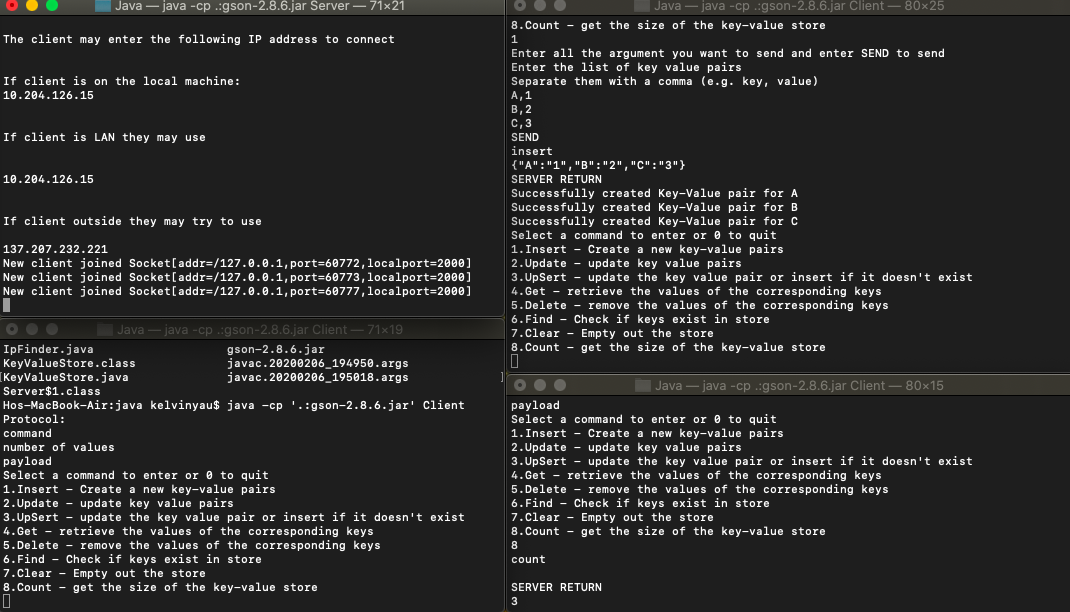 Java — java -cp .:gson-2.8.6.jar Server — 71×21
The client may enter the following IP address to connect
If client is on the local machine:
10.204.126.15
If client is LAN they may use
10.204.126.15
If client outside they may try to use
137.207.232.221
New client joined Socket[addr=/127.0.0.1,port=60772,localport=2000]
New client joined Socket[addr=/127.0.0.1,port=60773,localport=2000]
New client joined Socket[addr=/127.0.0.1,port=60777,localport=2000]
Java — java -cp .:gson-2.8.6.jar Client — 71×19
IpFinder.java gson-2.8.6.jar
KeyValueStore.class javac.20200206_194950.args
[KeyValueStore.java javac.20200206_195018.args ]
Server$1.class
Hos-MacBook-Air:java kelvinyau$ java -cp '.:gson-2.8.6.jar' Client
Protocol:
command
number of values
payload
Select a command to enter or 0 to quit
1.Insert - Create a new key-value pairs
2.Update - update key value pairs
3.UpSert - update the key value pair or insert if it doesn't exist
4.Get - retrieve the values of the corresponding keys
5.Delete - remove the values of the corresponding keys
6.Find - Check if keys exist in store
7.Clear - Empty out the store
8.Count - get the size of the key-value store
Java — java -cp .:gson-2.8.6.jar Client — 80×25
8.Count - get the size of the key-value store
1
Enter all the argument you want to send and enter SEND to send
Enter the list of key value pairs
Separate them with a comma (e.g. key, value)
A,1
B,2
C,3
SEND
insert
{"A":"1","B":"2","C":"3"}
SERVER RETURN
Successfully created Key-Value pair for A
Successfully created Key-Value pair for B
Successfully created Key-Value pair for C
Select a command to enter or 0 to quit
1.Insert - Create a new key-value pairs
2.Update - update key value pairs
3.UpSert - update the key value pair or insert if it doesn't exist
4.Get - retrieve the values of the corresponding keys
5.Delete - remove the values of the corresponding keys
6.Find - Check if keys exist in store
7.Clear - Empty out the store
8.Count - get the size of the key-value store
Java — java -cp .:gson-2.8.6.jar Client — 80×15
payload
Select a command to enter or 0 to quit
1.Insert - Create a new key-value pairs
2.Update - update key value pairs
3.UpSert - update the key value pair or insert if it doesn't exist
4.Get - retrieve the values of the corresponding keys
5.Delete - remove the values of the corresponding keys
6.Find - Check if keys exist in store
7.Clear - Empty out the store
8.Count - get the size of the key-value store
8
count
SERVER RETURN
3